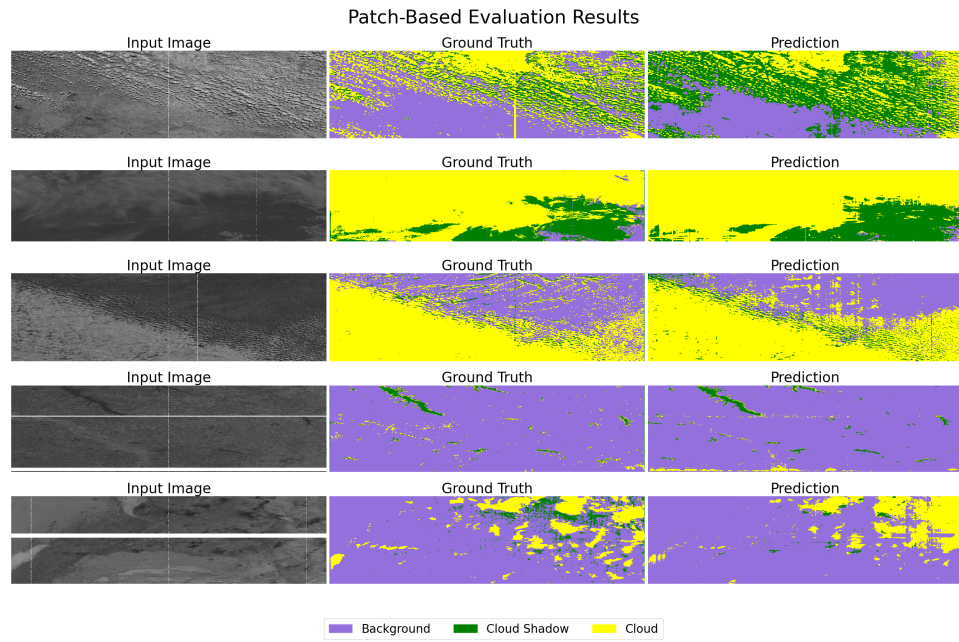 Patch-Based Evaluation Results
Input Image Ground Truth Prediction
Input Image Ground Truth Prediction
Input Image Ground Truth Prediction
Input Image Ground Truth Prediction
Input Image Ground Truth Prediction
Background Cloud Shadow Cloud